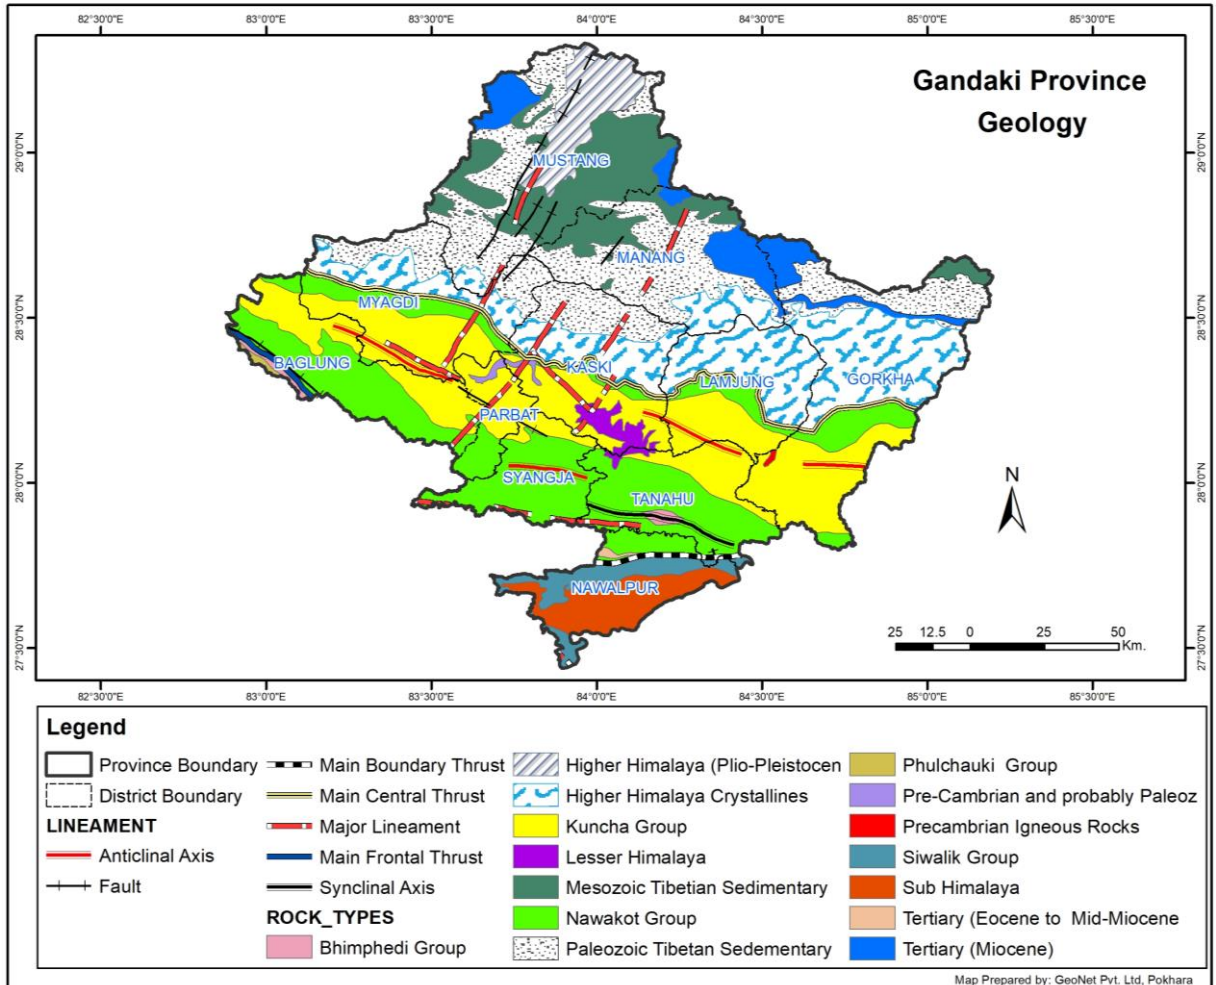 82°30'0"E 83°0'0"E 83°30'0"E 84°0'0"E 84°30'0"E 85°0'0"E 85°30'0"E
Gandaki Province
Geology
29°0'0"N
29°0'0"N
MUSTANG
MANANG
MYAGDI
28°30'0"N
28°30'0"N
BAGLUNG
KASKI
LAMJUNG
GORKHA
PARBAT
SYANGJA
TANAHU
28°0'0"N
28°0'0"N
N
NAWALPUR
25 12.5 0 25 50
Km.
27°30'0"N
27°30'0"N
82°30'0"E 83°0'0"E 83°30'0"E 84°0'0"E 84°30'0"E 85°0'0"E 85°30'0"E
Legend
Province Boundary
District Boundary
LINEAMENT
Anticlinal Axis
Fault
Main Boundary Thrust
Main Central Thrust
Major Lineament
Main Frontal Thrust
Synclinal Axis
ROCK_TYPES
Bhimphedi Group
Higher Himalaya (Plio-Pleistocen
Higher Himalaya Crystallines
Kuncha Group
Lesser Himalaya
Mesozoic Tibetian Sedimentary
Nawakot Group
Paleozoic Tibetan Sedementary
Phulchauki Group
Pre-Cambrian and probably Paleoz
Precambrian Igneous Rocks
Siwalik Group
Sub Himalaya
Tertiary (Eocene to Mid-Miocene
Tertiary (Miocene)
Map Prepared by: GeoNet Pvt. Ltd, Pokhara